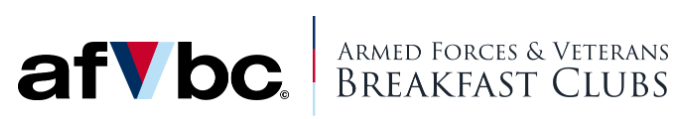 afvbc©
ARMED FORCES & VETERANS
BREAKFAST CLUBS